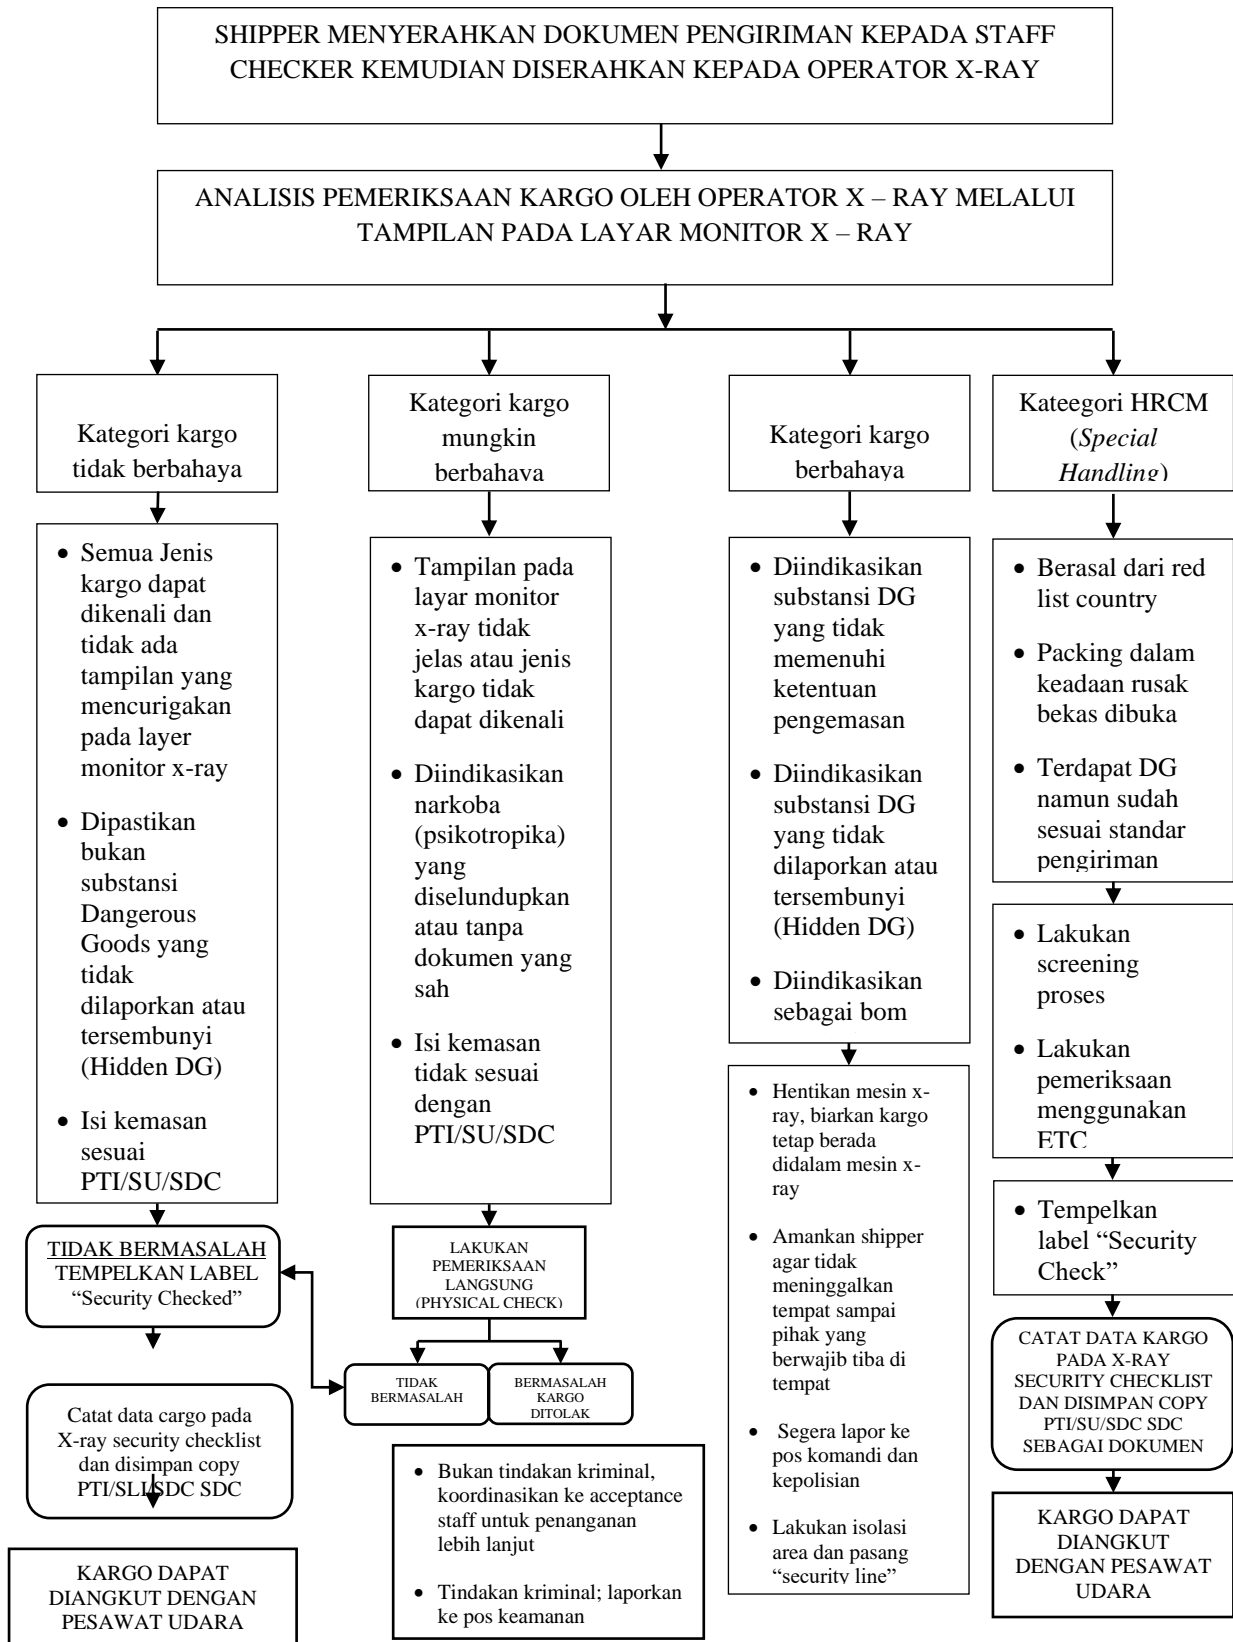 SHIPPER MENYERAHKAN DOKUMEN PENGIRIMAN KEPADA STAFF
CHECKER KEMUDIAN DISERAHKAN KEPADA OPERATOR X-RAY
ANALISIS PEMERIKSAAN KARGO OLEH OPERATOR X – RAY MELALUI
TAMPILAN PADA LAYAR MONITOR X – RAY
Kategori kargo
tidak berbahaya
Kategori kargo
mungkin
berbahaya
Kategori kargo
berbahaya
Kateegori HRCM
(Special
Handling)
• Semua Jenis
kargo dapat
dikenali dan
tidak ada
tampilan yang
mencurigakan
pada layer
monitor x-ray
• Dipastikan
bukan
substansi
Dangerous
Goods yang
tidak
dilaporkan atau
tersembunyi
(Hidden DG)
• Isi kemasan
sesuai
PTI/SU/SDC
• Tampilan pada
layar monitor
x-ray tidak
jelas atau jenis
kargo tidak
dapat dikenali
• Diindikasikan
narkoba
(psikotropika)
yang
diselundupkan
atau tanpa
dokumen yang
sah
• Isi kemasan
tidak sesuai
dengan
PTI/SU/SDC
• Diindikasikan
substansi DG
yang tidak
memenuhi
ketentuan
pengemasan
• Diindikasikan
substansi DG
yang tidak
dilaporkan atau
tersembunyi
(Hidden DG)
• Diindikasikan
sebagai bom
• Berasal dari red
list country
• Packing dalam
keadaan rusak
bekas dibuka
• Terdapat DG
namun sudah
sesuai standar
pengiriman
• Lakukan
screening
proses
• Lakukan
pemeriksaan
menggunakan
ETC
• Hentikan mesin x-
ray, biarkan kargo
tetap berada
didalam mesin x-
ray
• Amankan shipper
agar tidak
meninggalkan
tempat sampai
pihak yang
berwajib tiba di
tempat
• Segera lapor ke
pos komandi dan
kepolisian
• Lakukan isolasi
area dan pasang
“security line”
• Tempelkan
label “Security
Check”
TIDAK BERMASALAH
TEMPELKAN LABEL
“Security Checked”
LAKUKAN
PEMERIKSAAN
LANGSUNG
(PHYSICAL CHECK)
TIDAK
BERMASALAH
BERMASALAH
KARGO
DITOLAK
CATAT DATA KARGO
PADA X-RAY
SECURITY CHECKLIST
DAN DISIMPAN COPY
PTI/SU/SDC SDC
SEBAGAI DOKUMEN
Catat data cargo pada
X-ray security checklist
dan disimpan copy
PTI/SLI/SDC SDC
• Bukan tindakan kriminal,
koordinasikan ke acceptance
staff untuk penanganan
lebih lanjut
• Tindakan kriminal; laporkan
ke pos keamanan
KARGO DAPAT
DIANGKUT
DENGAN PESAWAT
UDARA
KARGO DAPAT
DIANGKUT DENGAN
PESAWAT UDARA